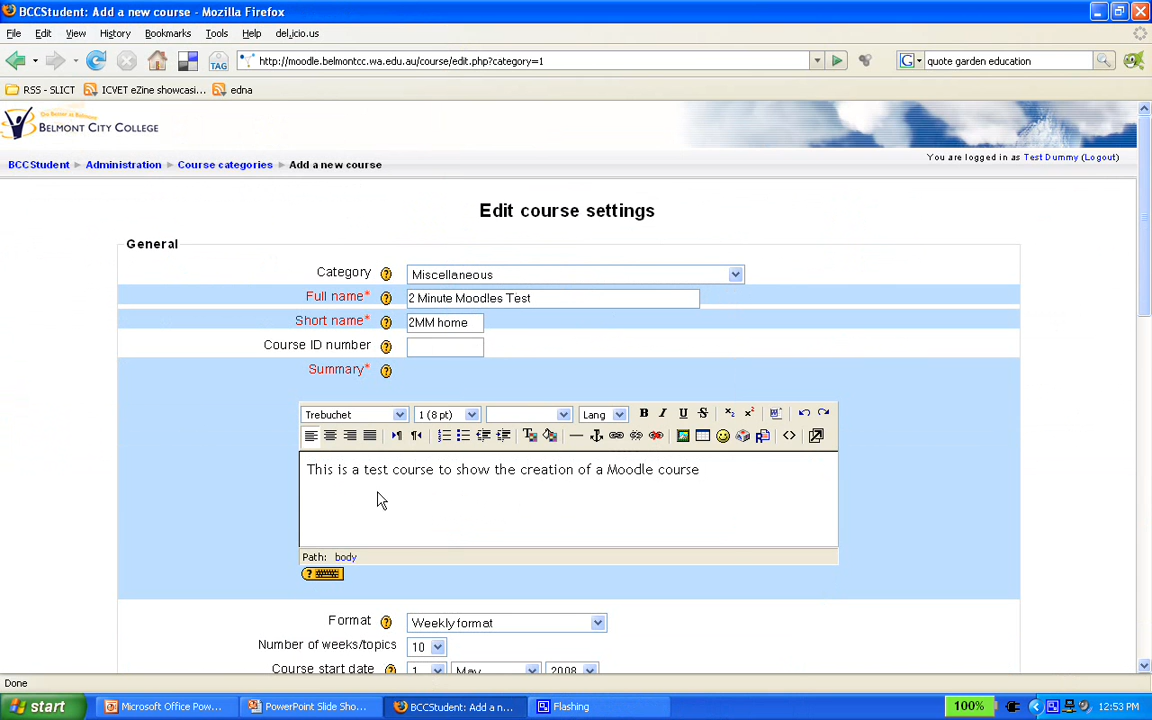 BCCStudent: Add a new course - Mozilla Firefox
File Edit View History Bookmarks Tools Help del.icio.us
TAG http://moodle.belmontcc.wa.edu.au/course/edit.php?category=1 G quote garden education
RSS - SLICT ICVET eZine showcasi... edna
BELMONT CITY COLLEGE
BCCStudent ► Administration ► Course categories ► Add a new course You are logged in as Test Dummy (Logout)
Edit course settings
General
Category ? Miscellaneous
Full name* ? 2 Minute Moodles Test
Short name* ? 2MM home
Course ID number ?
Summary* ?
Trebuchet 1 (8 pt) Lang B I U S x₂ x²
This is a test course to show the creation of a Moodle course
Path: body
?
Format ? Weekly format
Number of weeks/topics 10
Course start date 1 May 2008 ?
Done
start Microsoft Office Pow... PowerPoint Slide Sho... BCCStudent: Add a n... Flashing 100% 12:53 PM